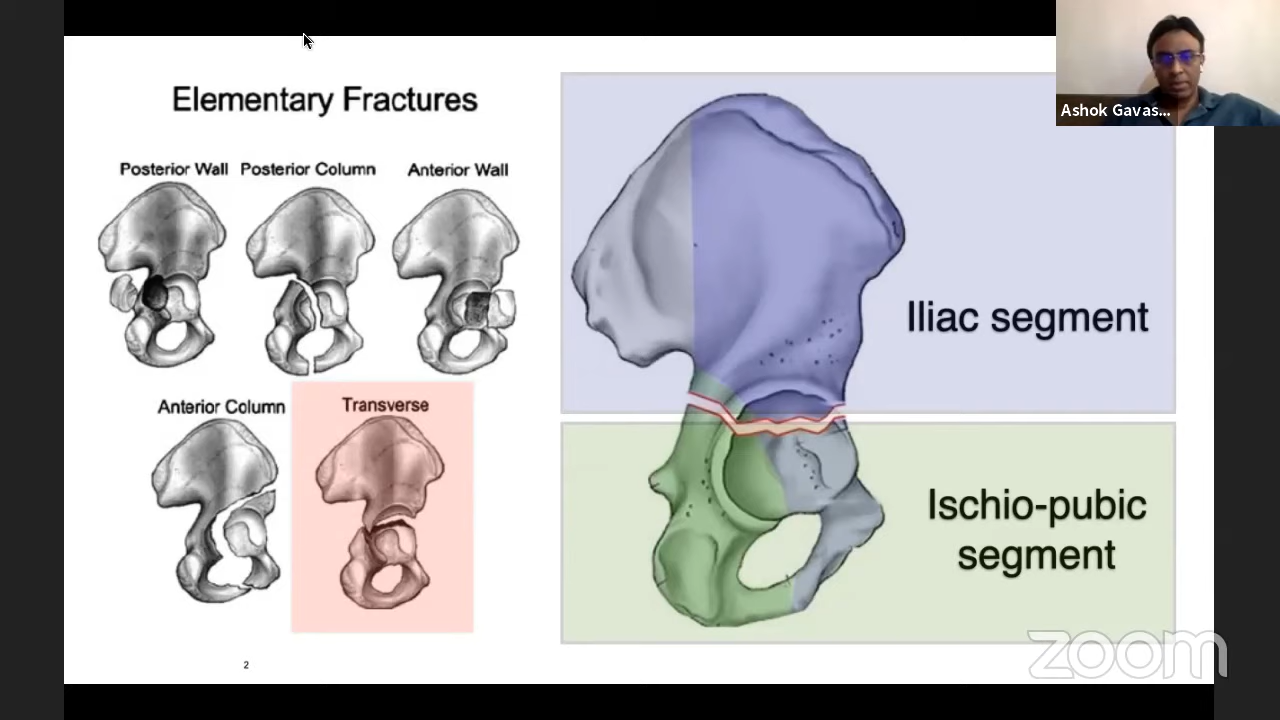 Elementary Fractures
Posterior Wall
Posterior Column
Anterior Wall
Anterior Column
Transverse
Iliac segment
Ischio-pubic
segment
2
Ashok Gavas...
zoom